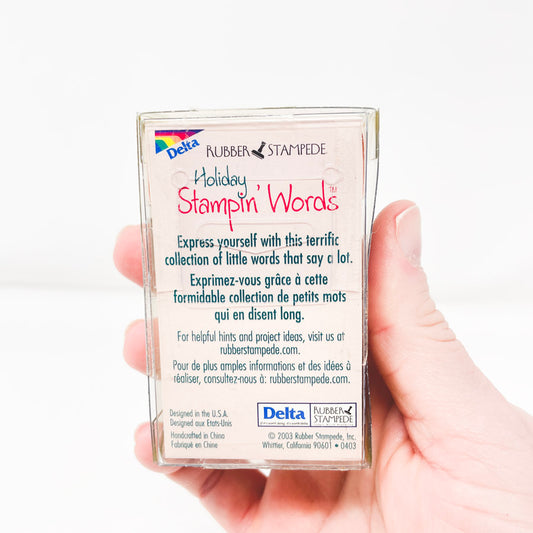 Delta RUBBER STAMPEDE
Holiday
Stampin' Words™
Express yourself with this terrific
collection of little words that say a lot.
Exprimez-vous grâce à cette
formidable collection de petits mots
qui en disent long.
For helpful hints and project ideas, visit us at
rubberstampede.com.
Pour de plus amples informations et des idées à
réaliser, consultez-nous à: rubberstampede.com.
Designed in the U.S.A.
Designed aux Etats-Unis
Handcrafted in China
Fabriqué en Chine
Delta
RUBBER
STAMPEDE
© 2003 Rubber Stampede, Inc.
Whittier, California 90601 • 0403